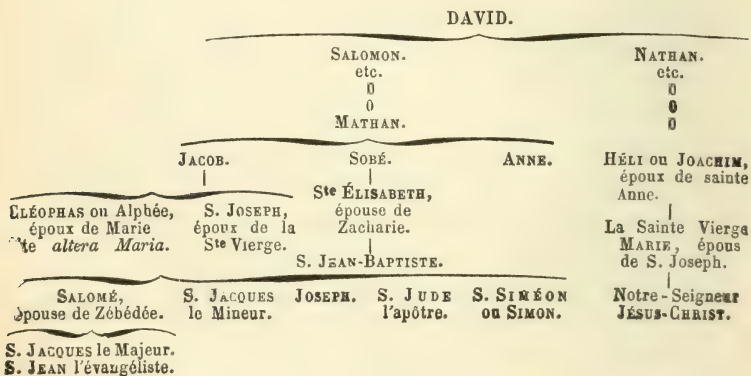 DAVID.
SALOMON. NATHAN.
etc. etc.
0 0
0 0
MATHAN. 0
JACOB. SOBÉ. ANNE. HÉLI ou JOACHIM,
époux de sainte
Anne.
Ste ÉLISABETH,
épouse de
Zacharie.
CLÉOPHAS ou Alphée,
époux de Marie
te altera Maria.
S. JOSEPH,
époux de la
Ste Vierge.
La Sainte Vierge
MARIE, épous
de S. Joseph.
S. JEAN-BAPTISTE.
SALOMÉ,
épouse de Zébédée.
S. JACQUES
le Mineur.
JOSEPH.
S. JUDE
l'apôtre.
S. SIMÉON
ou SIMON.
Notre-Seigneur
JÉSUS-CHRIST.
S. JACQUES le Majeur.
S. JEAN l'évangéliste.